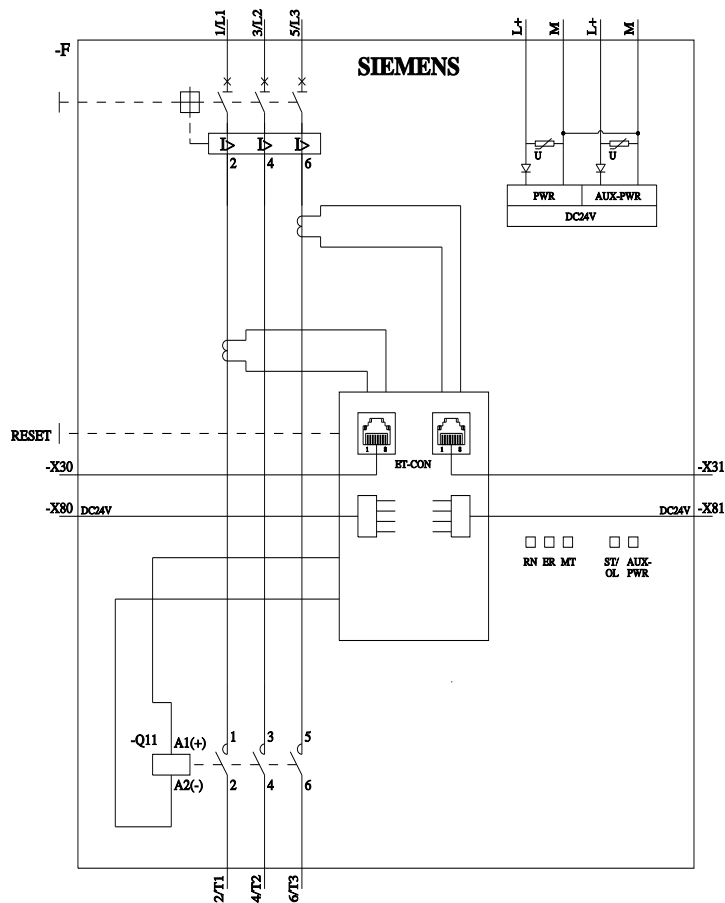 1/L1 3/L2 5/L3 L+ M L+ M
-F
SIEMENS
I> I> I>
2 4 6
U U
PWR AUX-PWR
DC24V
RESET
1 8 1 8
ET-CON
-X30 -X31
-X80 DC24V DC24V -X81
RN ER MT ST/ AUX-
OL PWR
-Q11 A1(+) 1 3 5
A2(-) 2 4 6
2/T1 4/T2 6/T3